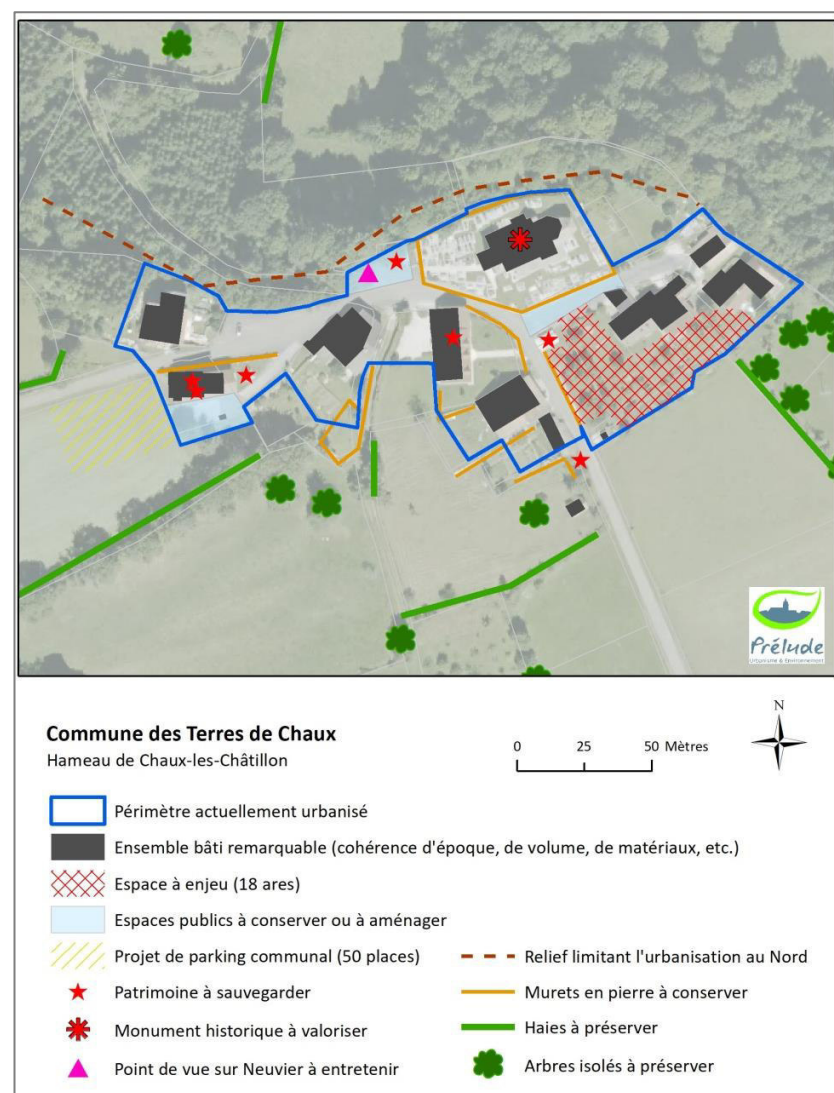 Prélude
Urbanisme & Environnement
Commune des Terres de Chaux
Hameau de Chaux-les-Châtillon
0 25 50 Mètres
N
Périmètre actuellement urbanisé
Ensemble bâti remarquable (cohérence d'époque, de volume, de matériaux, etc.)
Espace à enjeu (18 ares)
Espaces publics à conserver ou à aménager
Projet de parking communal (50 places)
Patrimoine à sauvegarder
Monument historique à valoriser
Point de vue sur Neuvier à entretenir
Relief limitant l'urbanisation au Nord
Murets en pierre à conserver
Haies à préserver
Arbres isolés à préserver